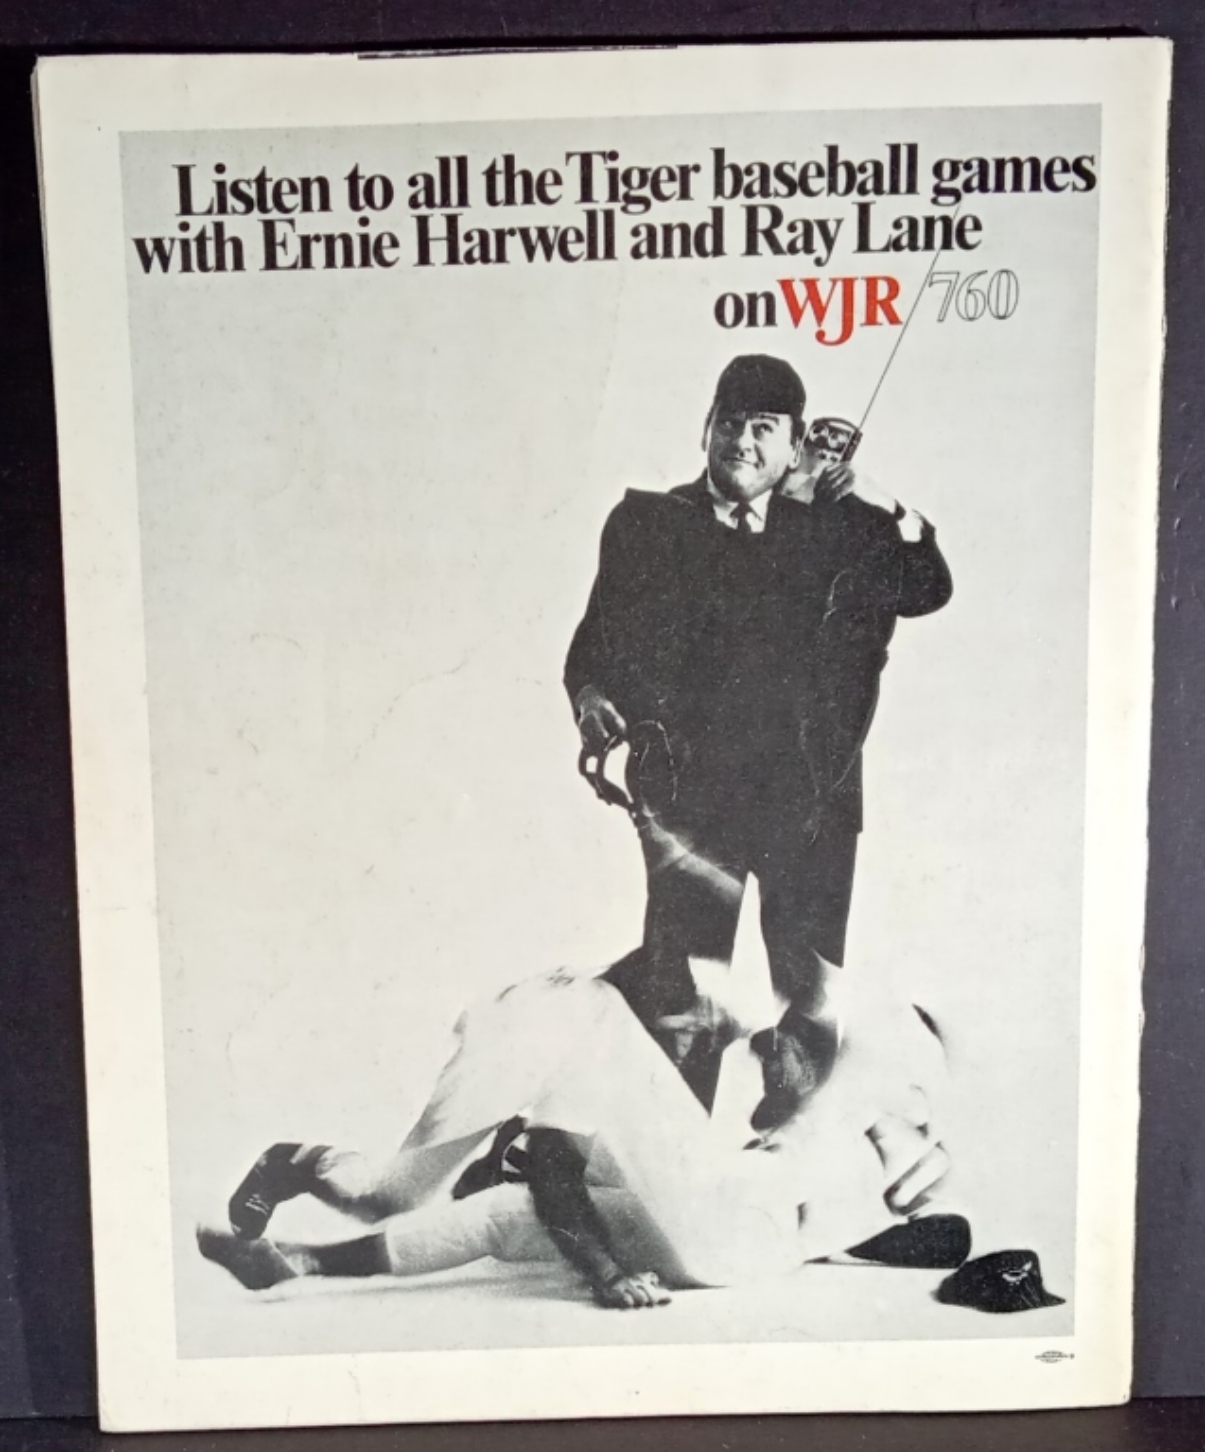 Listen to all the Tiger baseball games
with Ernie Harwell and Ray Lane
on WJR/760